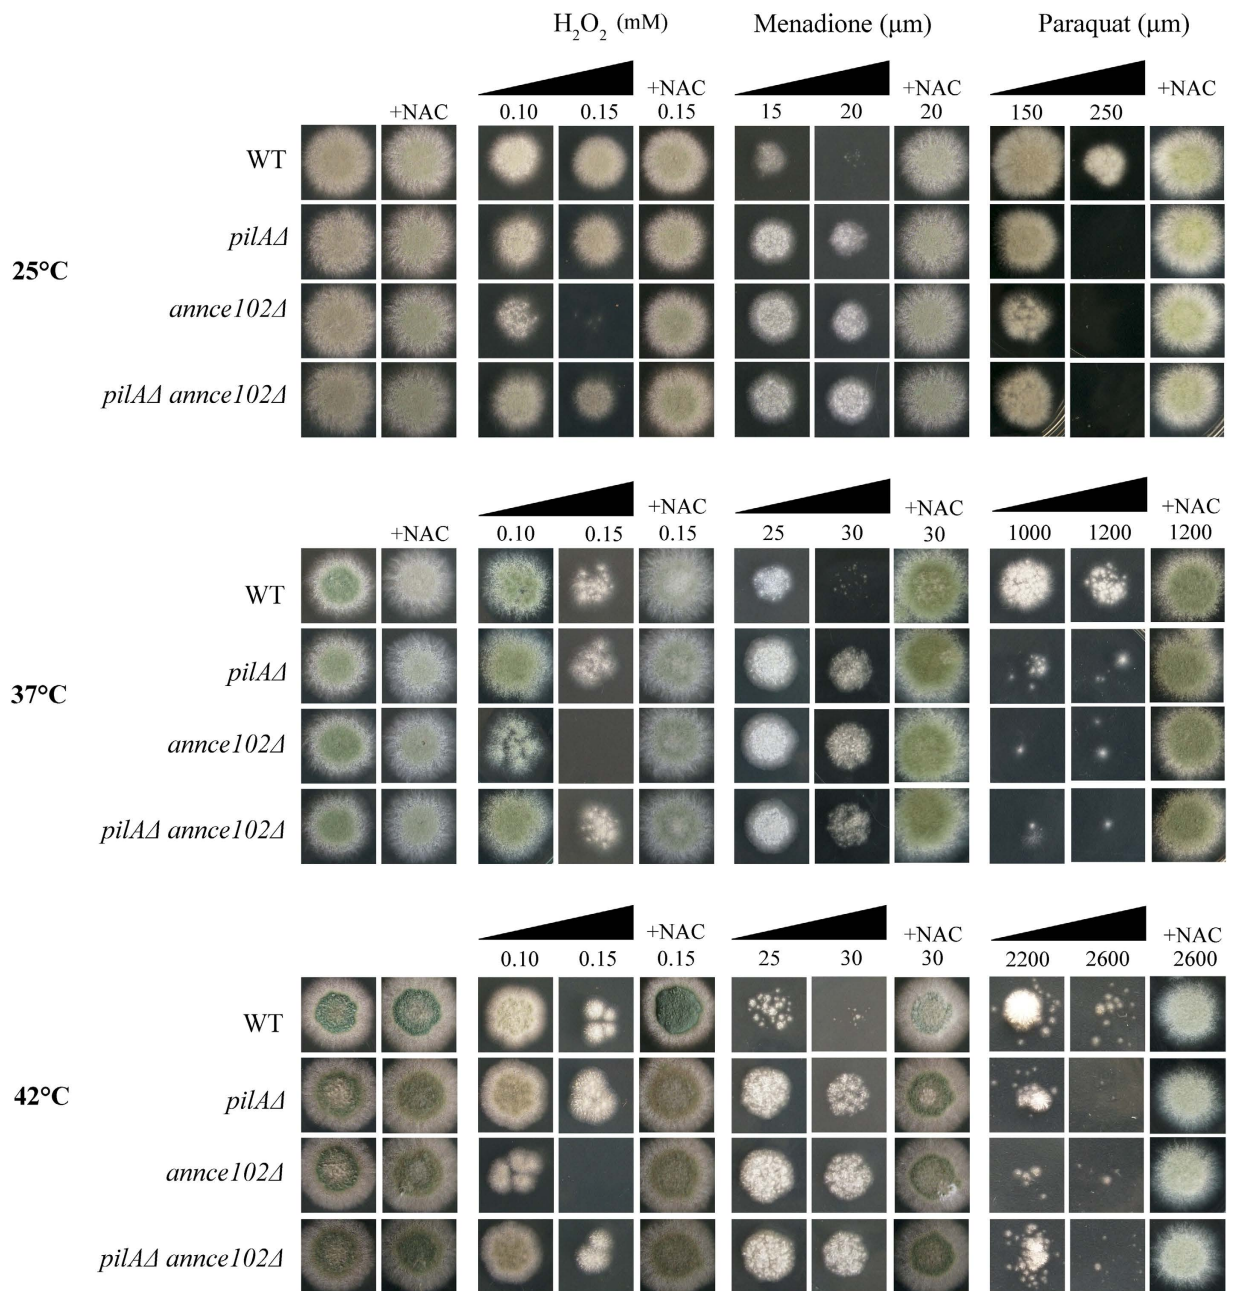 H₂O₂ (mM) Menadione (μm) Paraquat (μm)
+NAC 0.10 0.15 +NAC 0.15 15 20 +NAC 20 150 250 +NAC
25°C
WT
pilAΔ
annce102Δ
pilAΔ annce102Δ
+NAC 0.10 0.15 +NAC 0.15 25 30 +NAC 30 1000 1200 +NAC 1200
37°C
WT
pilAΔ
annce102Δ
pilAΔ annce102Δ
0.10 0.15 +NAC 0.15 25 30 +NAC 30 2200 2600 +NAC 2600
42°C
WT
pilAΔ
annce102Δ
pilAΔ annce102Δ